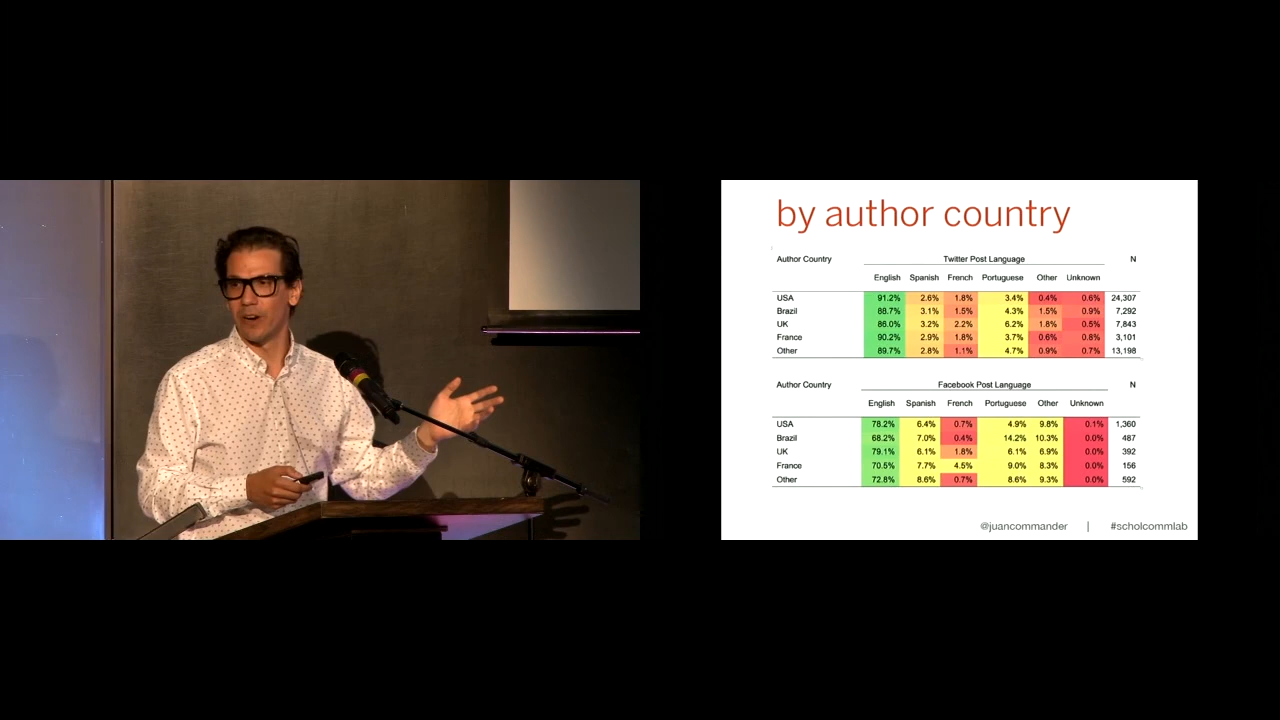 by author country
Author Country Twitter Post Language N
English Spanish French Portuguese Other Unknown
USA 91.2% 2.6% 1.8% 3.4% 0.4% 0.6% 24,307
Brazil 88.7% 3.1% 1.5% 4.3% 1.5% 0.9% 7,292
UK 86.0% 3.2% 2.2% 6.2% 1.8% 0.5% 7,843
France 90.2% 2.9% 1.8% 3.7% 0.6% 0.8% 3,101
Other 89.7% 2.8% 1.1% 4.7% 0.9% 0.7% 13,198
Author Country Facebook Post Language N
English Spanish French Portuguese Other Unknown
USA 78.2% 6.4% 0.7% 4.9% 9.8% 0.1% 1,360
Brazil 68.2% 7.0% 0.4% 14.2% 10.3% 0.0% 487
UK 79.1% 6.1% 1.8% 6.1% 6.9% 0.0% 392
France 70.5% 7.7% 4.5% 9.0% 8.3% 0.0% 156
Other 72.8% 8.6% 0.7% 8.6% 9.3% 0.0% 592
@juancommander | #scholcommlab